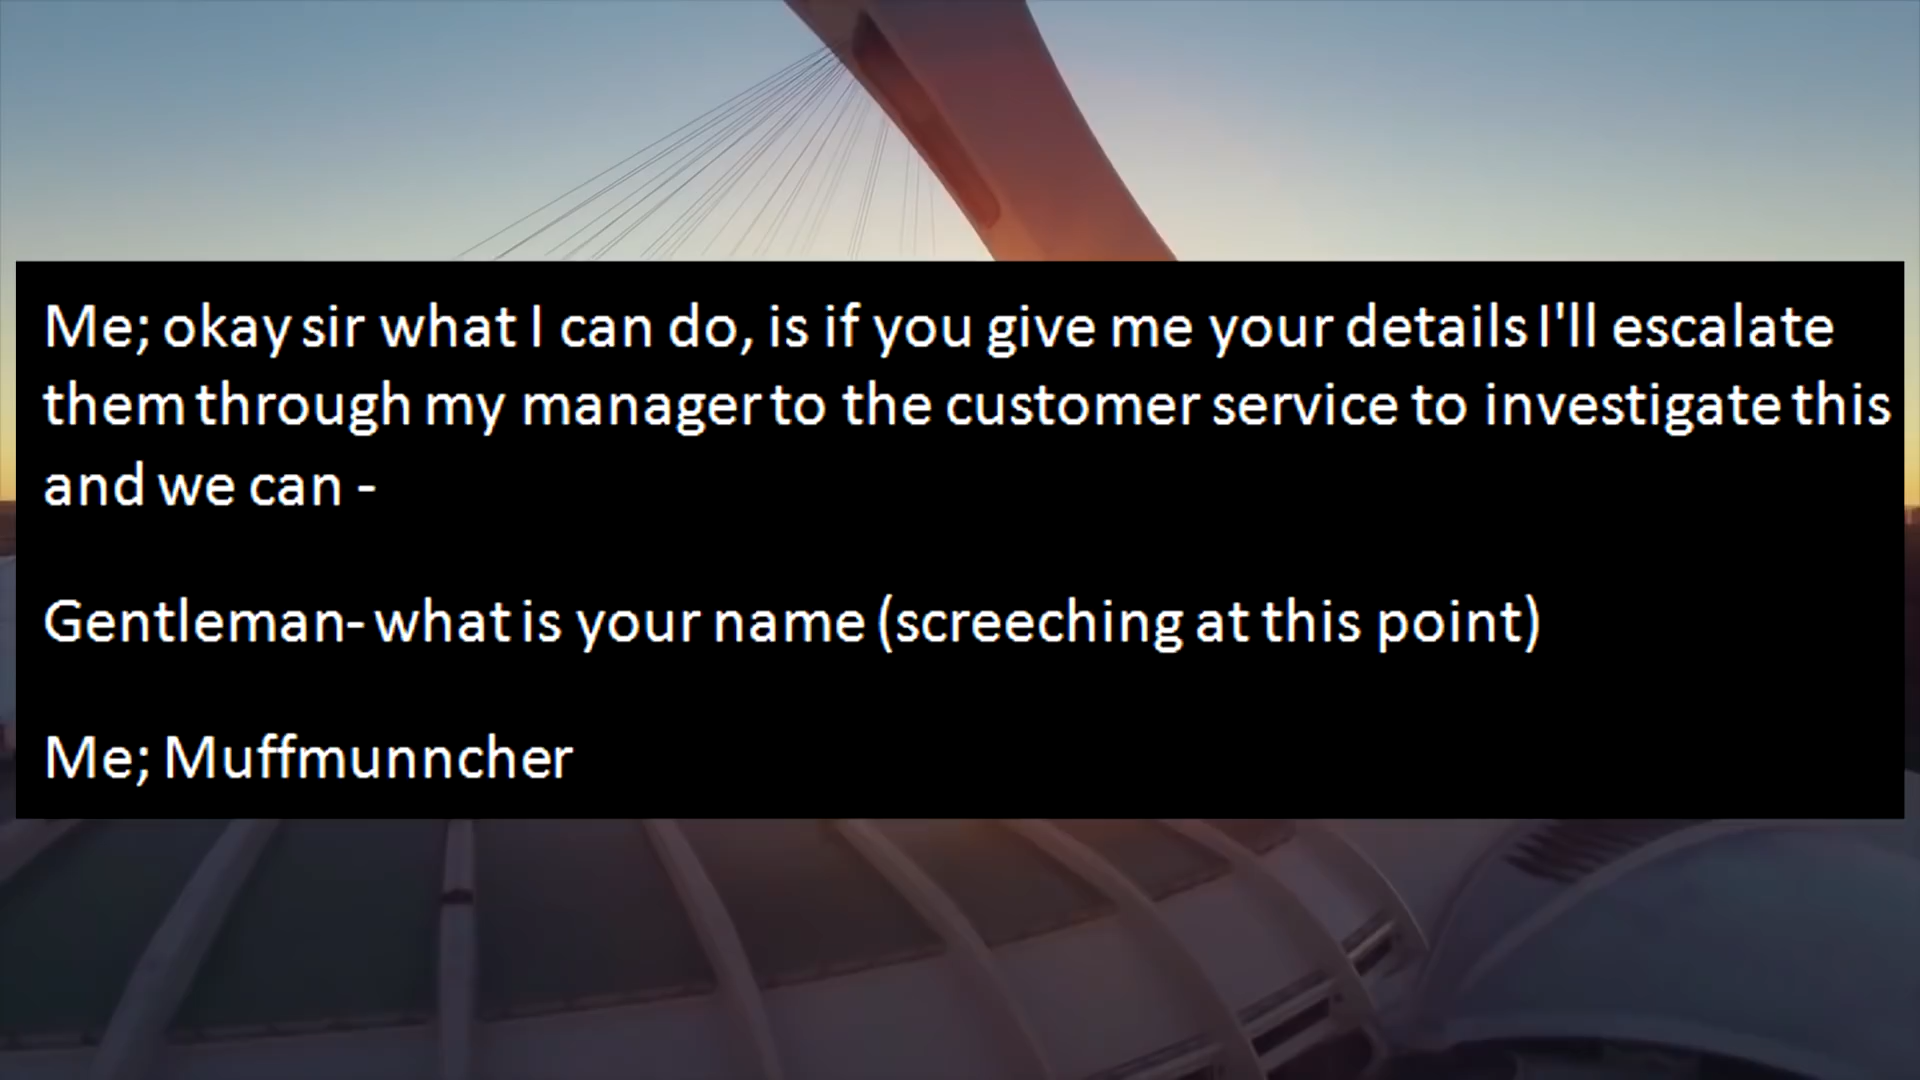 Me; okay sir what I can do, is if you give me your details I'll escalate
them through my manager to the customer service to investigate this
and we can -
Gentleman- what is your name (screeching at this point)
Me; Muffmunncher